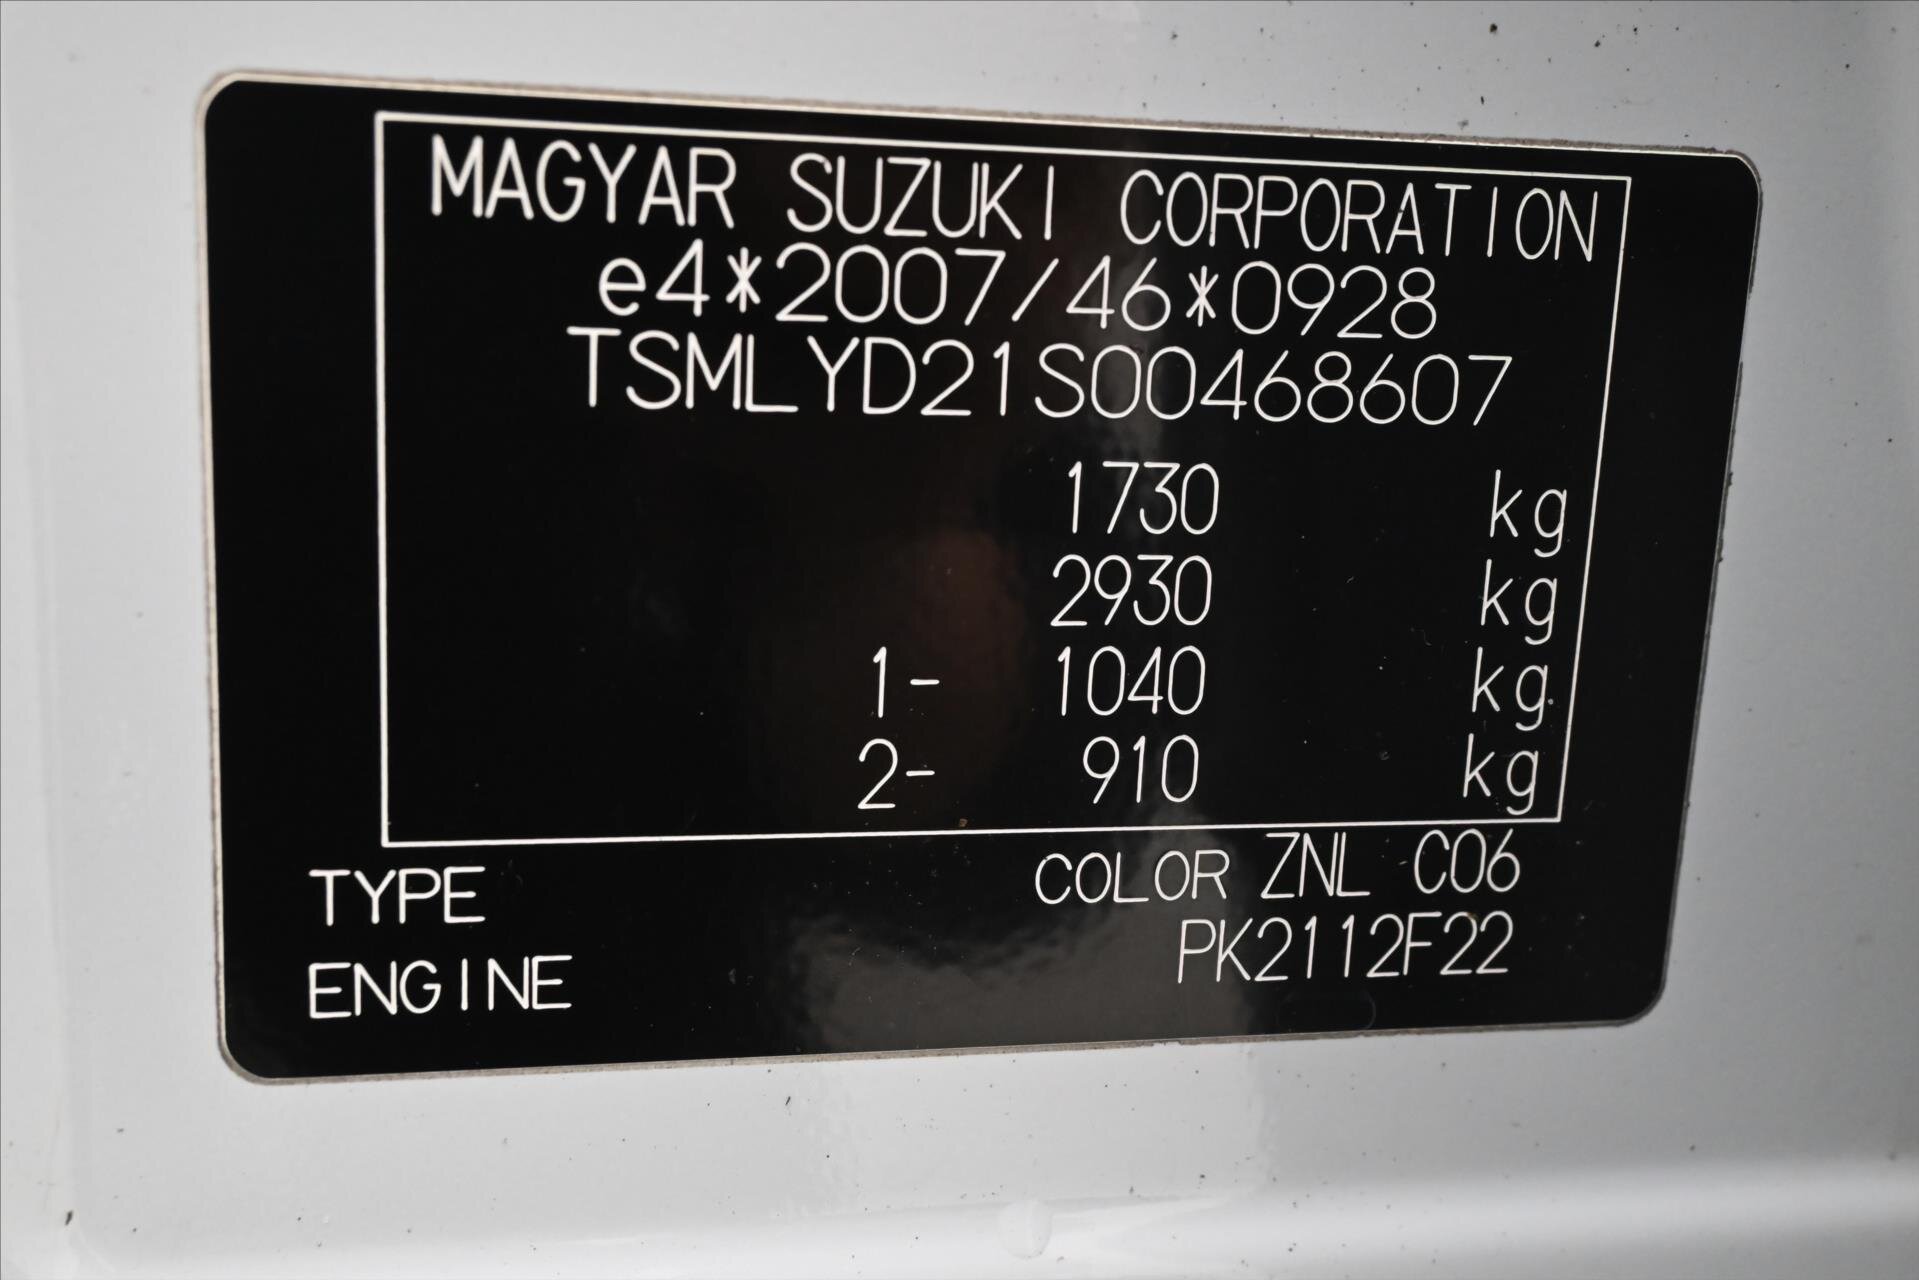 MAGYAR SUZUKI CORPORATION
e4*2007/46*0928
TSMLYD21S00468607
1730 kg
2930 kg
1- 1040 kg
2- 910 kg
TYPE COLOR ZNL C06
ENGINE PK2112F22